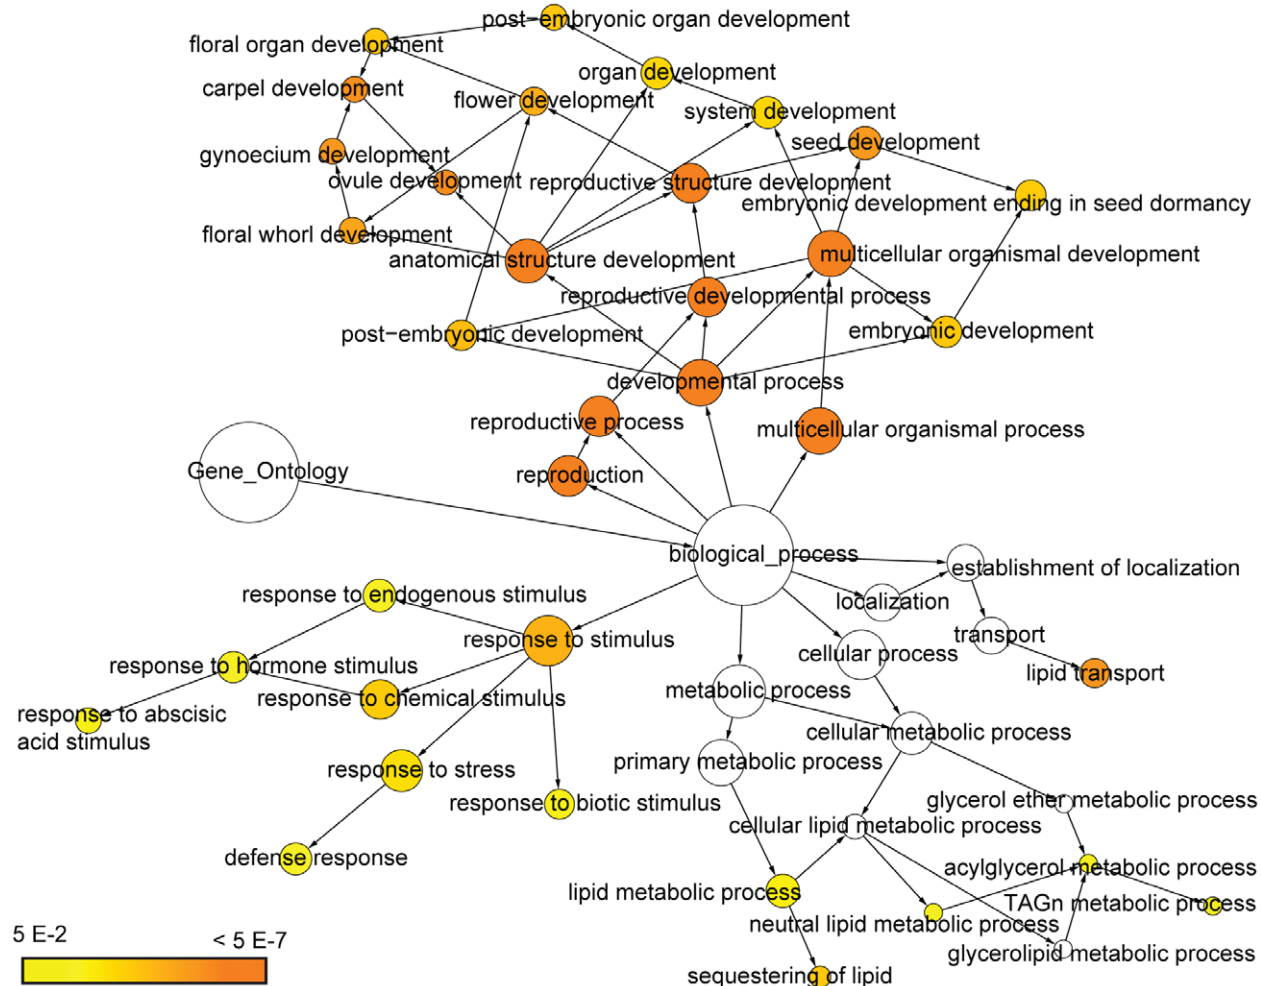 post−embryonic organ development
floral organ development
organ development
carpel development
flower development
system development
seed development
gynoecium development
ovule development
reproductive structure development
embryonic development ending in seed dormancy
floral whorl development
anatomical structure development
multicellular organismal development
reproductive developmental process
post−embryonic development
embryonic development
developmental process
reproductive process
multicellular organismal process
Gene_Ontology
reproduction
biological_process
establishment of localization
response to endogenous stimulus
localization
response to stimulus
transport
cellular process
response to hormone stimulus
lipid transport
metabolic process
response to chemical stimulus
response to abscisic
acid stimulus
cellular metabolic process
primary metabolic process
response to stress
response to biotic stimulus
glycerol ether metabolic process
cellular lipid metabolic process
defense response
acylglycerol metabolic process
lipid metabolic process
TAGn metabolic process
neutral lipid metabolic process
5 E-2
< 5 E-7
glycerolipid metabolic process
sequestering of lipid